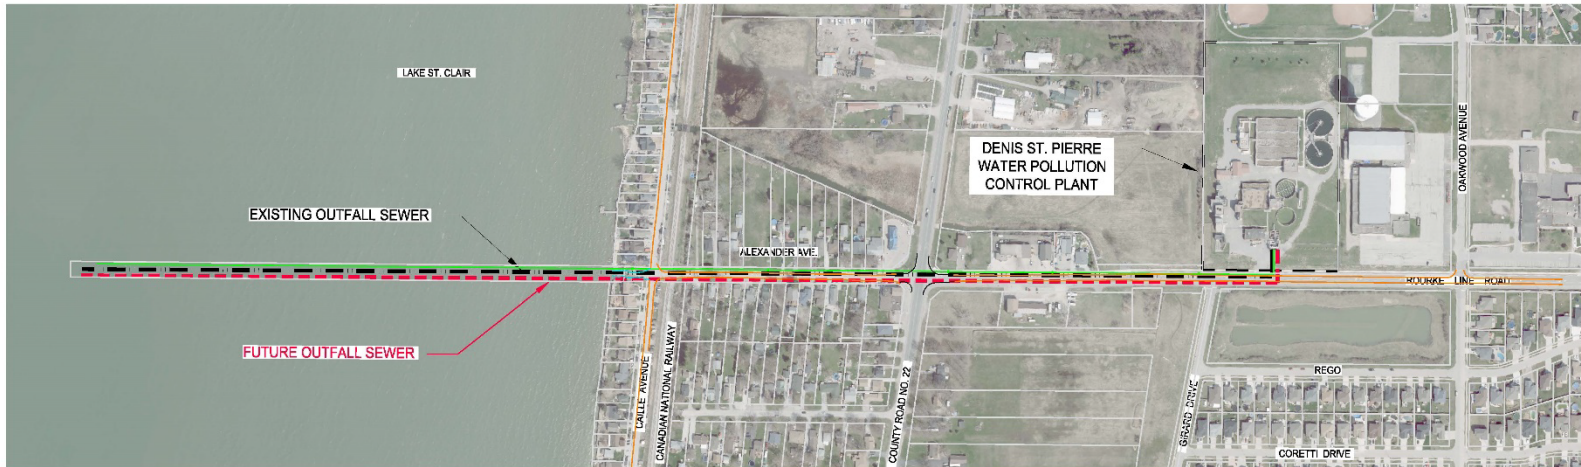 LAKE ST. CLAIR
DENIS ST. PIERRE
WATER POLLUTION
CONTROL PLANT
OAKWOOD AVENUE
EXISTING OUTFALL SEWER
ALEXANDER AVE.
ROURKE LINE ROAD
FUTURE OUTFALL SEWER
CAILLE AVENUE
CANADIAN NATIONAL RAILWAY
COUNTY ROAD NO. 22
GIRARD DRIVE
REGO
CORETTI DRIVE